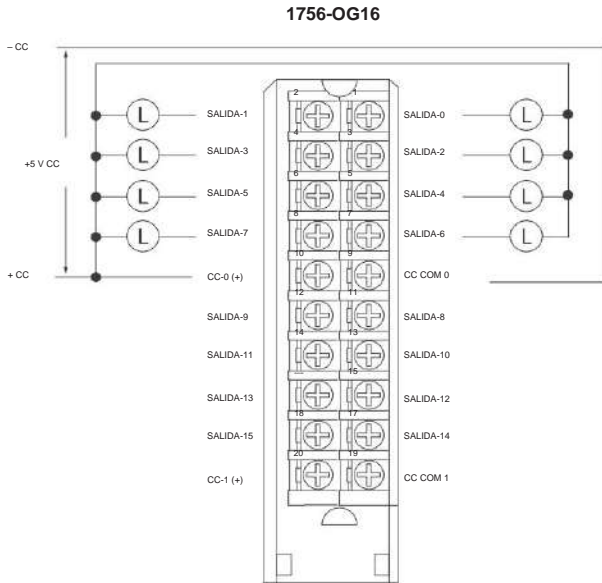 1756-OG16
– CC
2 1
L SALIDA-1 SALIDA-0 L
4 3
L SALIDA-3 SALIDA-2 L
+5 V CC
6 5
L SALIDA-5 SALIDA-4 L
8 7
L SALIDA-7 SALIDA-6 L
10 9
+ CC CC-0 (+) CC COM 0
12 11
SALIDA-9 SALIDA-8
14 13
SALIDA-11 SALIDA-10
15
SALIDA-13 SALIDA-12
18 17
SALIDA-15 SALIDA-14
20 19
CC-1 (+) CC COM 1